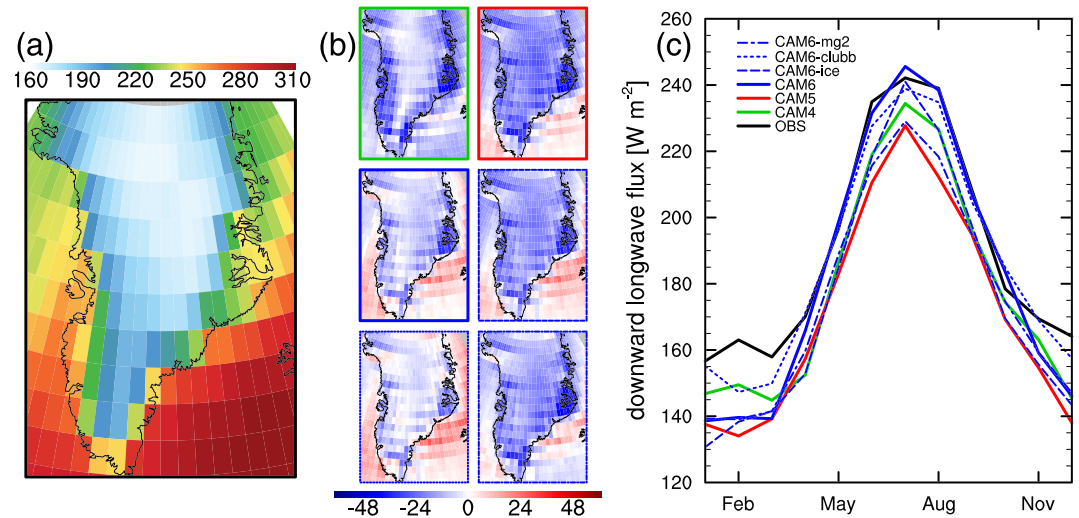 (a)
160 190 220 250 280 310
(b)
-48 -24 0 24 48
(c)
downward longwave flux [W m⁻²]
260
240
220
200
180
160
140
120
CAM6-mg2
CAM6-clubb
CAM6-ice
CAM6
CAM5
CAM4
OBS
Feb May Aug Nov